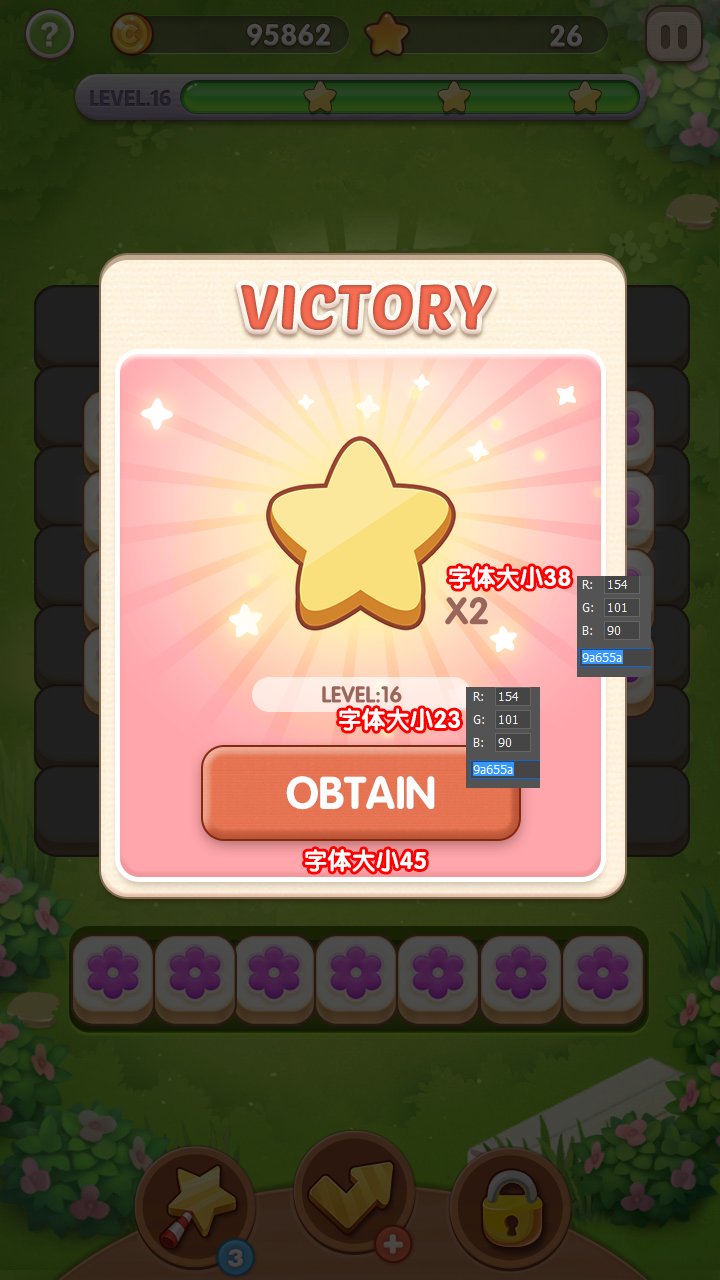 ?
C
95862
26
LEVEL.16
VICTORY
字体大小38
X2
R: 154
G: 101
B: 90
9a655a
LEVEL:16
字体大小23
R: 154
G: 101
B: 90
9a655a
OBTAIN
字体大小45
3
+